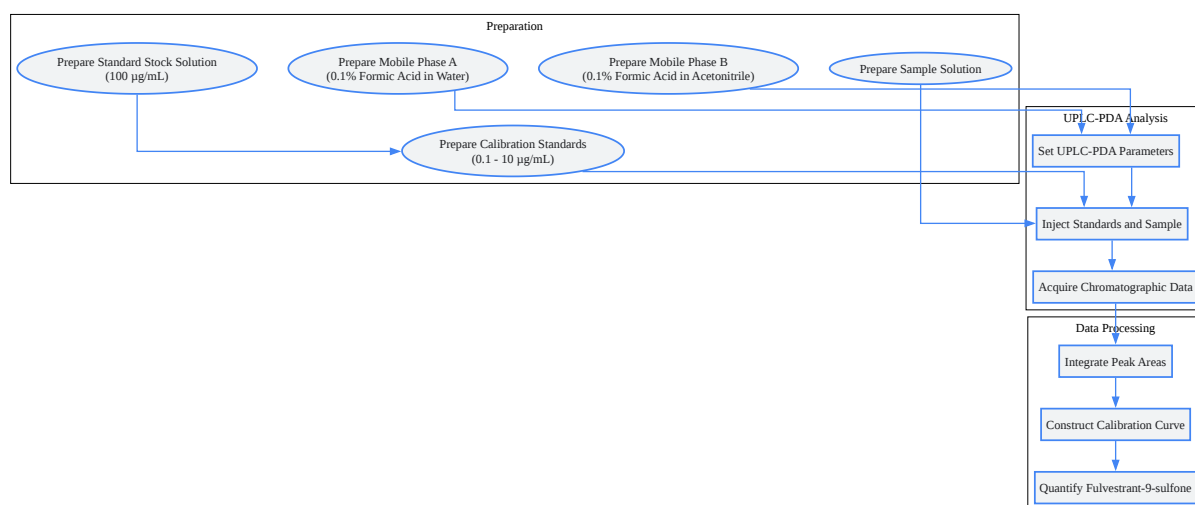 Preparation
Prepare Standard Stock Solution
(100 µg/mL)
Prepare Mobile Phase A
(0.1% Formic Acid in Water)
Prepare Mobile Phase B
(0.1% Formic Acid in Acetonitrile)
Prepare Sample Solution
Prepare Calibration Standards
(0.1 - 10 µg/mL)
UPLC-PDA Analysis
Set UPLC-PDA Parameters
Inject Standards and Sample
Acquire Chromatographic Data
Data Processing
Integrate Peak Areas
Construct Calibration Curve
Quantify Fulvestrant-9-sulfone